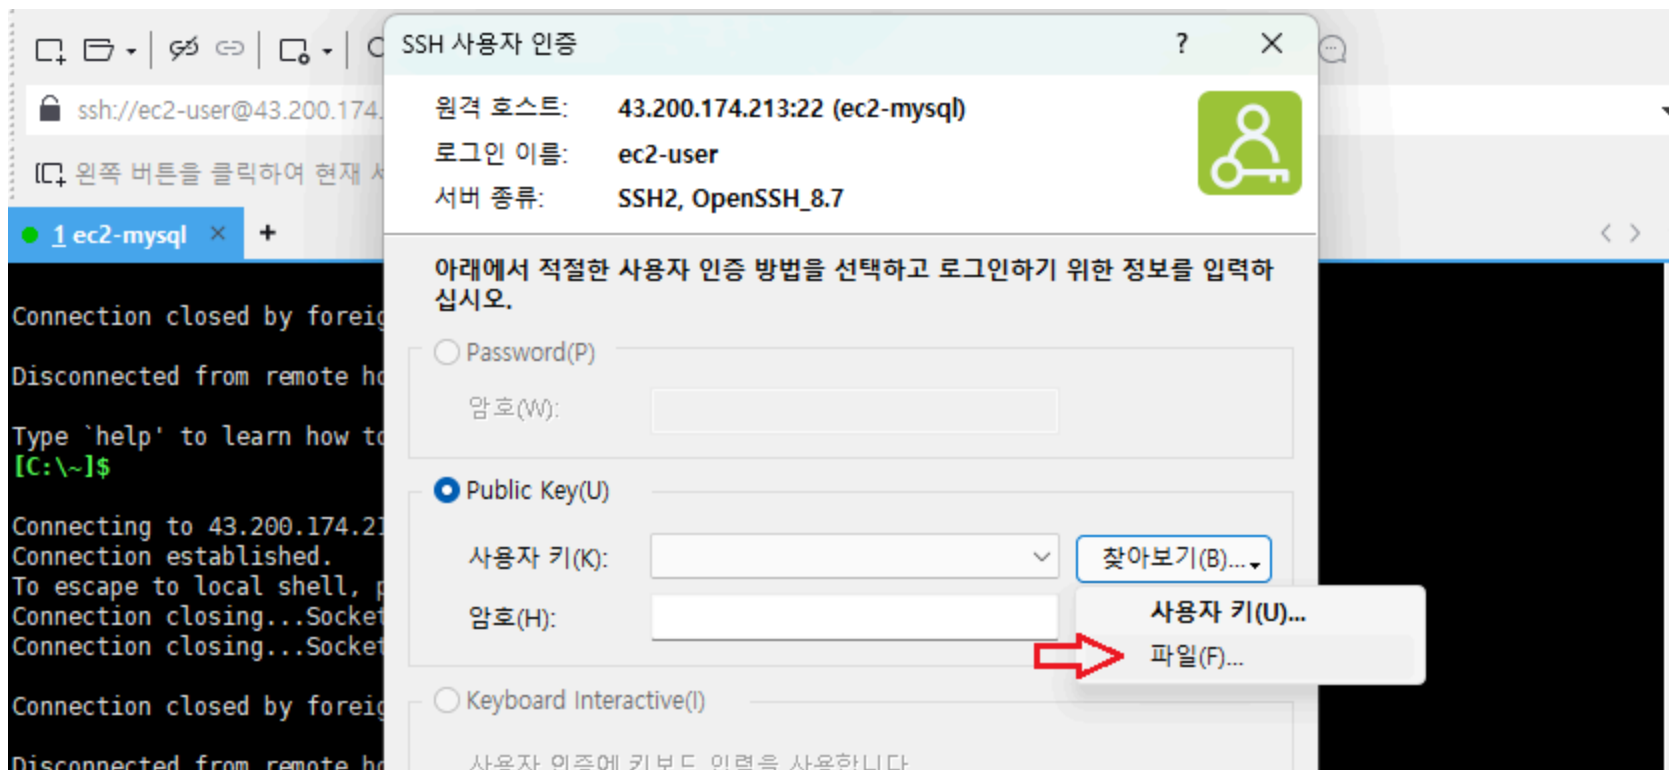 SSH 사용자 인증
?
원격 호스트: 43.200.174.213:22 (ec2-mysql)
로그인 이름: ec2-user
서버 종류: SSH2, OpenSSH_8.7
ssh://ec2-user@43.200.174.
왼쪽 버튼을 클릭하여 현재
1 ec2-mysql
아래에서 적절한 사용자 인증 방법을 선택하고 로그인하기 위한 정보를 입력하
십시오.
Password(P)
암호(W):
Public Key(U)
사용자 키(K):
찾아보기(B)...
암호(H):
사용자 키(U)...
파일(F)...
Keyboard Interactive(I)
사용자 인증에 키보드 입력을 사용합니다
Connection closed by
Disconnected from remote
Type `help' to learn how
[C:\~]$
Connecting to 43.200.174.21
Connection established.
To escape to local shell,
Connection closing...Socket
Connection closing...Socket
Connection closed by
Disconnected from remote